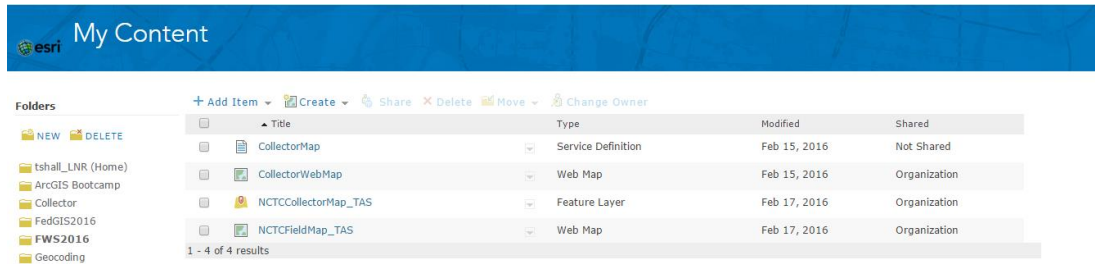 esri My Content
Folders
NEW DELETE
tshall_LNR (Home)
ArcGIS Bootcamp
Collector
FedGIS2016
FWS2016
Geocoding
+ Add Item Create Share Delete Move Change Owner
Title Type Modified Shared
CollectorMap Service Definition Feb 15, 2016 Not Shared
CollectorWebMap Web Map Feb 15, 2016 Organization
NCTCCollectorMap_TAS Feature Layer Feb 17, 2016 Organization
NCTCFieldMap_TAS Web Map Feb 17, 2016 Organization
1 - 4 of 4 results